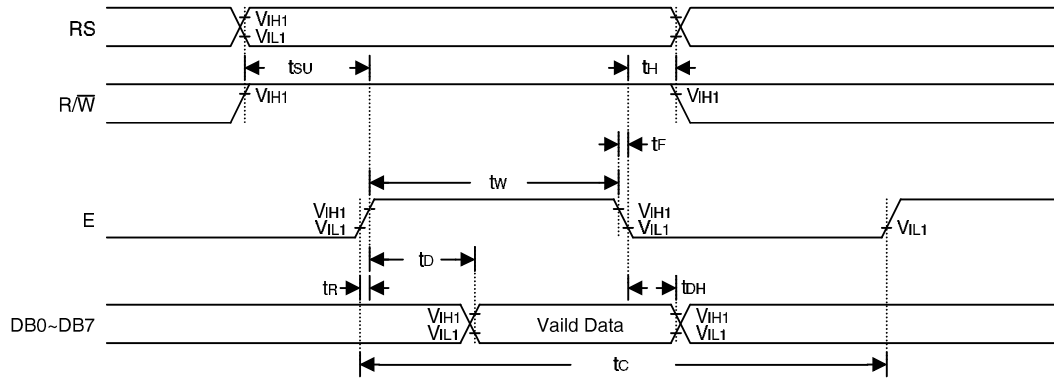 RS
VIH1
VIL1
tSU
tH
R/W̅
VIH1
VIH1
tF
tW
E
VIH1
VIL1
VIH1
VIL1
VIL1
tD
tR
tDH
DB0~DB7
VIH1
VIL1
Vaild Data
VIH1
VIL1
tC